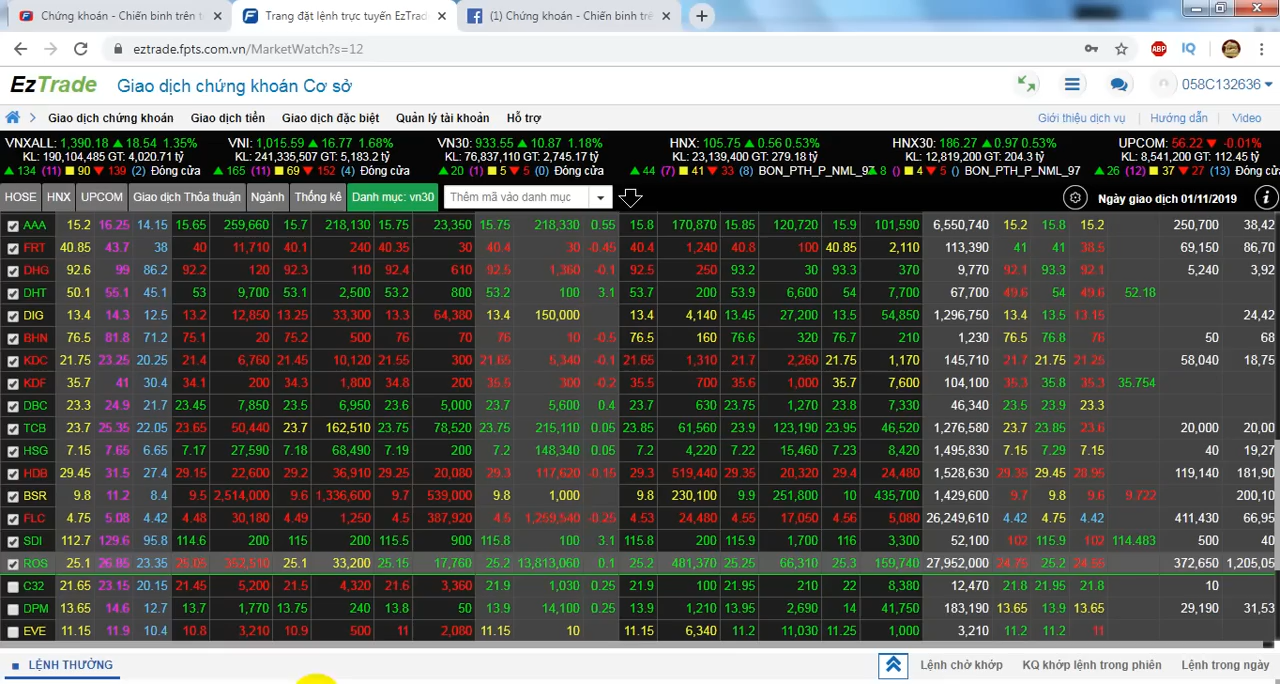 Chứng khoán - Chiến binh trên t × Trang đặt lệnh trực tuyến EzTrad × (1) Chứng khoán - Chiến binh trê × +
eztrade.fpts.com.vn/MarketWatch?s=12 ABP IQ
EzTrade Giao dịch chứng khoán Cơ sở 058C132636
Giao dịch chứng khoán Giao dịch tiền Giao dịch đặc biệt Quản lý tài khoản Hỗ trợ Giới thiệu dịch vụ Hướng dẫn Video
VNXALL: 1,390.18 ▲ 18.54 1.35% VNI: 1,015.59 ▲ 16.77 1.68% VN30: 933.55 ▲ 10.87 1.18% HNX: 105.75 ▲ 0.56 0.53% HNX30: 186.27 ▲ 0.97 0.53% UPCOM: 56.22 ▼ -0.01%
KL: 190,104,485 GT: 4,020.71 tỷ KL: 241,335,507 GT: 5,183.2 tỷ KL: 76,837,110 GT: 2,745.17 tỷ KL: 23,139,400 GT: 279.18 tỷ KL: 12,819,200 GT: 204.3 tỷ KL: 8,541,200 GT: 112.45 tỷ
▲ 134 (11) ■ 90 ▼ 139 (2) Đóng cửa ▲ 165 (11) ■ 69 ▼ 152 (4) Đóng cửa ▲ 20 (1) ■ 5 ▼ 5 (0) Đóng cửa ▲ 44 (7) ■ 41 ▼ 33 (8) BON_PTH_P_NML_97 ▲ 8 () ■ 4 ▼ 5 () BON_PTH_P_NML_97 ▲ 26 (12) ■ 37 ▼ 27 (13) Đóng cửa
HOSE HNX UPCOM Giao dịch Thỏa thuận Ngành Thống kê Danh mục: vn30 Thêm mã vào danh mục Ngày giao dịch 01/11/2019
AAA 15.2 16.25 14.15 15.65 259,660 15.7 218,130 15.75 23,350 15.75 218,330 0.55 15.8 170,870 15.85 120,720 15.9 101,590 6,550,740 15.2 15.8 15.2 250,700 38,42
FRT 40.85 43.7 38 40 11,710 40.1 240 40.35 30 40.4 30 -0.45 40.4 1,240 40.8 100 40.85 2,110 113,390 41 41 38.5 69,150 86,70
DHG 92.6 99 86.2 92.2 120 92.3 110 92.4 610 92.5 1,360 -0.1 92.5 250 93.2 30 93.3 370 9,770 92.1 93.3 92.1 5,240 3,92
DHT 50.1 55.1 45.1 53 9,700 53.1 2,500 53.2 800 53.2 100 3.1 53.7 200 53.9 6,600 54 7,700 67,700 49.6 54 49.6 52.18
DIG 13.4 14.3 12.5 13.2 12,850 13.25 33,300 13.3 64,380 13.4 150,000 13.4 4,140 13.45 27,200 13.5 54,850 1,296,750 13.4 13.5 13.15 24,42
BHN 76.5 81.8 71.2 75.1 20 75.2 500 76 70 76 10 -0.5 76.5 160 76.6 320 76.7 210 1,230 76.5 76.8 76 50 68
KDC 21.75 23.25 20.25 21.4 6,760 21.45 10,120 21.55 300 21.65 5,340 -0.1 21.65 1,310 21.7 2,260 21.75 1,170 145,710 21.7 21.75 21.25 58,040 18,75
KDF 35.7 41 30.4 34.1 200 34.3 1,800 34.8 200 35.5 300 -0.2 35.5 700 35.6 1,000 35.7 7,600 104,100 35.3 35.8 35.3 35.754
DBC 23.3 24.9 21.7 23.45 7,850 23.5 6,950 23.6 5,000 23.7 5,600 0.4 23.7 630 23.75 1,270 23.8 7,330 46,340 23.5 23.9 23.3
TCB 23.7 25.35 22.05 23.65 50,440 23.7 162,510 23.75 78,520 23.75 215,110 0.05 23.85 61,560 23.9 123,190 23.95 46,520 1,276,580 23.7 23.85 23.6 20,000 20,00
HSG 7.15 7.65 6.65 7.17 27,590 7.18 68,490 7.19 200 7.2 148,340 0.05 7.2 4,220 7.22 15,460 7.23 8,420 1,495,830 7.15 7.29 7.15 40 19,27
HDB 29.45 31.5 27.4 29.15 22,600 29.2 36,910 29.25 20,080 29.3 117,620 -0.15 29.3 519,440 29.35 20,320 29.4 24,480 1,528,630 29.35 29.45 28.95 119,140 181,90
BSR 9.8 11.2 8.4 9.5 2,514,000 9.6 1,336,600 9.7 539,000 9.8 1,000 9.8 230,100 9.9 251,800 10 435,700 1,429,600 9.7 9.8 9.6 9.722 200,10
FLC 4.75 5.08 4.42 4.48 30,180 4.49 1,250 4.5 387,920 4.5 1,259,540 -0.25 4.53 24,480 4.55 17,050 4.56 5,080 26,249,610 4.42 4.75 4.42 411,430 66,95
SDI 112.7 129.6 95.8 114.6 200 115 200 115.5 900 115.8 100 3.1 115.8 200 115.9 1,700 116 3,300 52,100 102 115.9 102 114.483 500 40
ROS 25.1 26.85 23.35 25.05 352,510 25.1 33,200 25.15 17,760 25.2 13,813,060 0.1 25.2 481,370 25.25 66,310 25.3 159,740 27,952,000 24.75 25.2 24.55 372,650 1,205,05
C32 21.65 23.15 20.15 21.45 5,200 21.5 4,320 21.6 3,360 21.9 1,030 0.25 21.9 100 21.95 210 22 8,380 12,470 21.8 21.95 21.8 10
DPM 13.65 14.6 12.7 13.7 1,770 13.75 240 13.8 50 13.9 14,100 0.25 13.9 1,210 13.95 2,690 14 41,750 183,190 13.65 13.9 13.65 29,190 31,53
EVE 11.15 11.9 10.4 10.8 3,210 10.9 500 11 2,080 11.15 10 11.15 6,340 11.2 11,030 11.25 1,000 3,210 11.2 11.2 11
LỆNH THƯỜNG Lệnh chờ khớp KQ khớp lệnh trong phiên Lệnh trong ngày